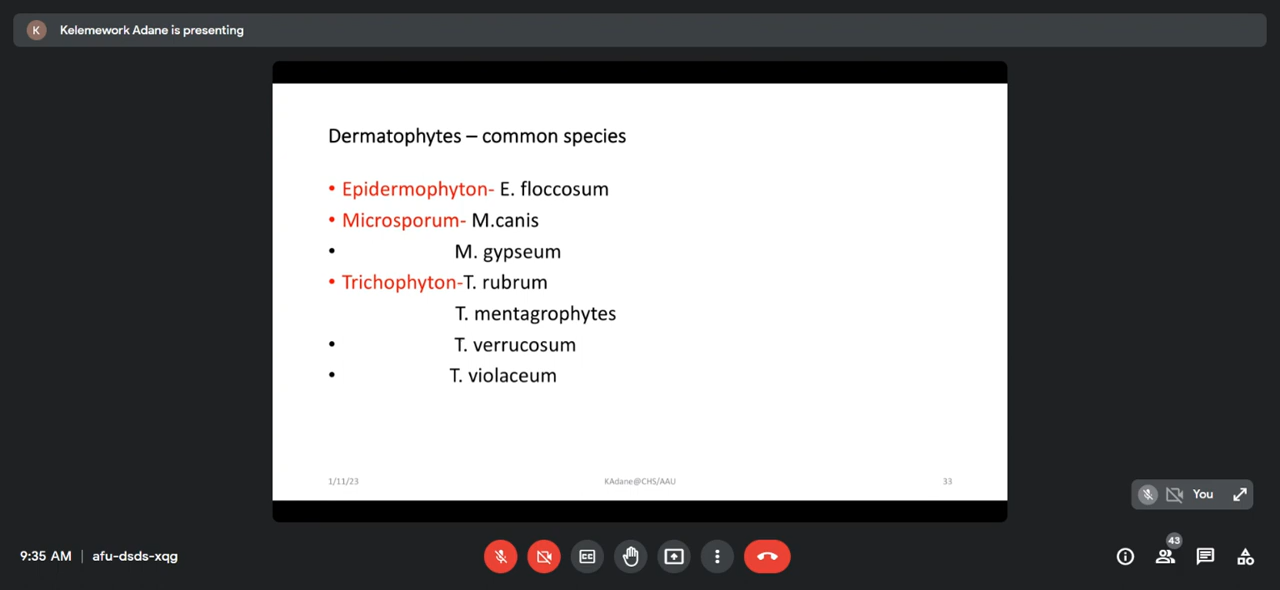 K Kelemework Adane is presenting
Dermatophytes – common species
• Epidermophyton- E. floccosum
• Microsporum- M.canis
• M. gypseum
• Trichophyton-T. rubrum
T. mentagrophytes
• T. verrucosum
• T. violaceum
1/11/23 KAdane@CHS/AAU 33
You
43
9:35 AM | afu-dsds-xqg
CC